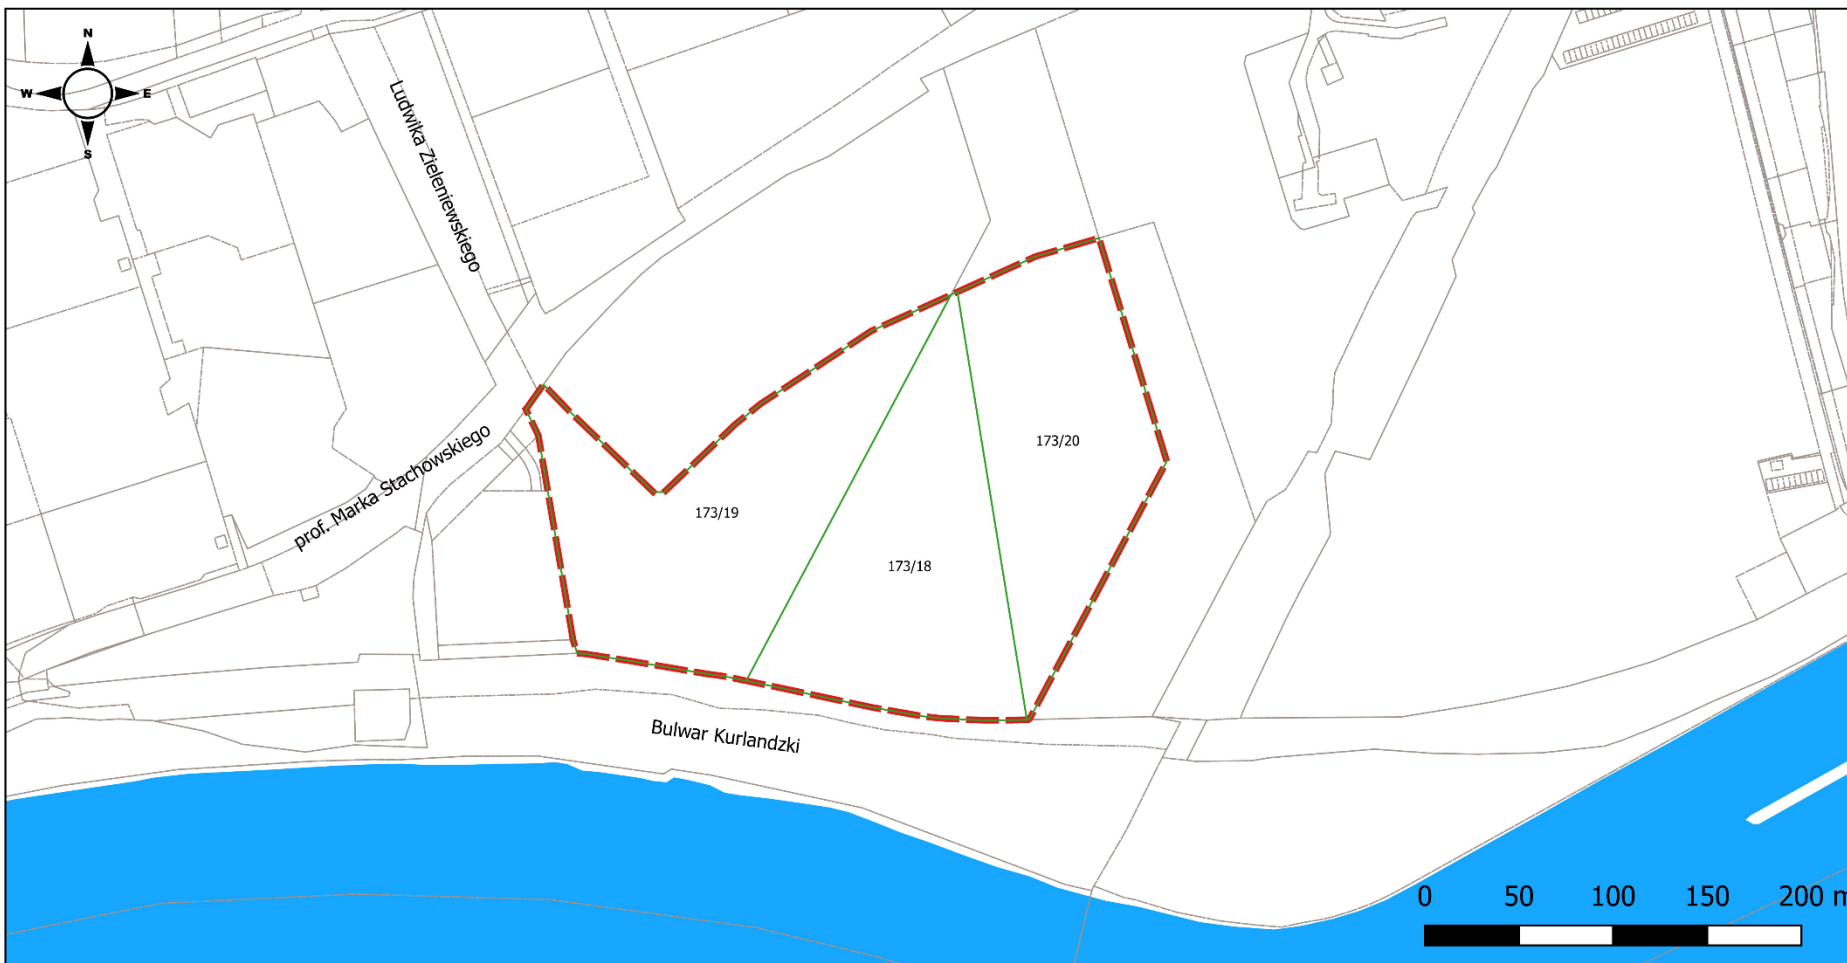 N
W E
S
Ludwika Zieleniewskiego
prof. Marka Stachowskiego
173/20
173/19
173/18
Bulwar Kurlandzki
0 50 100 150 200 m